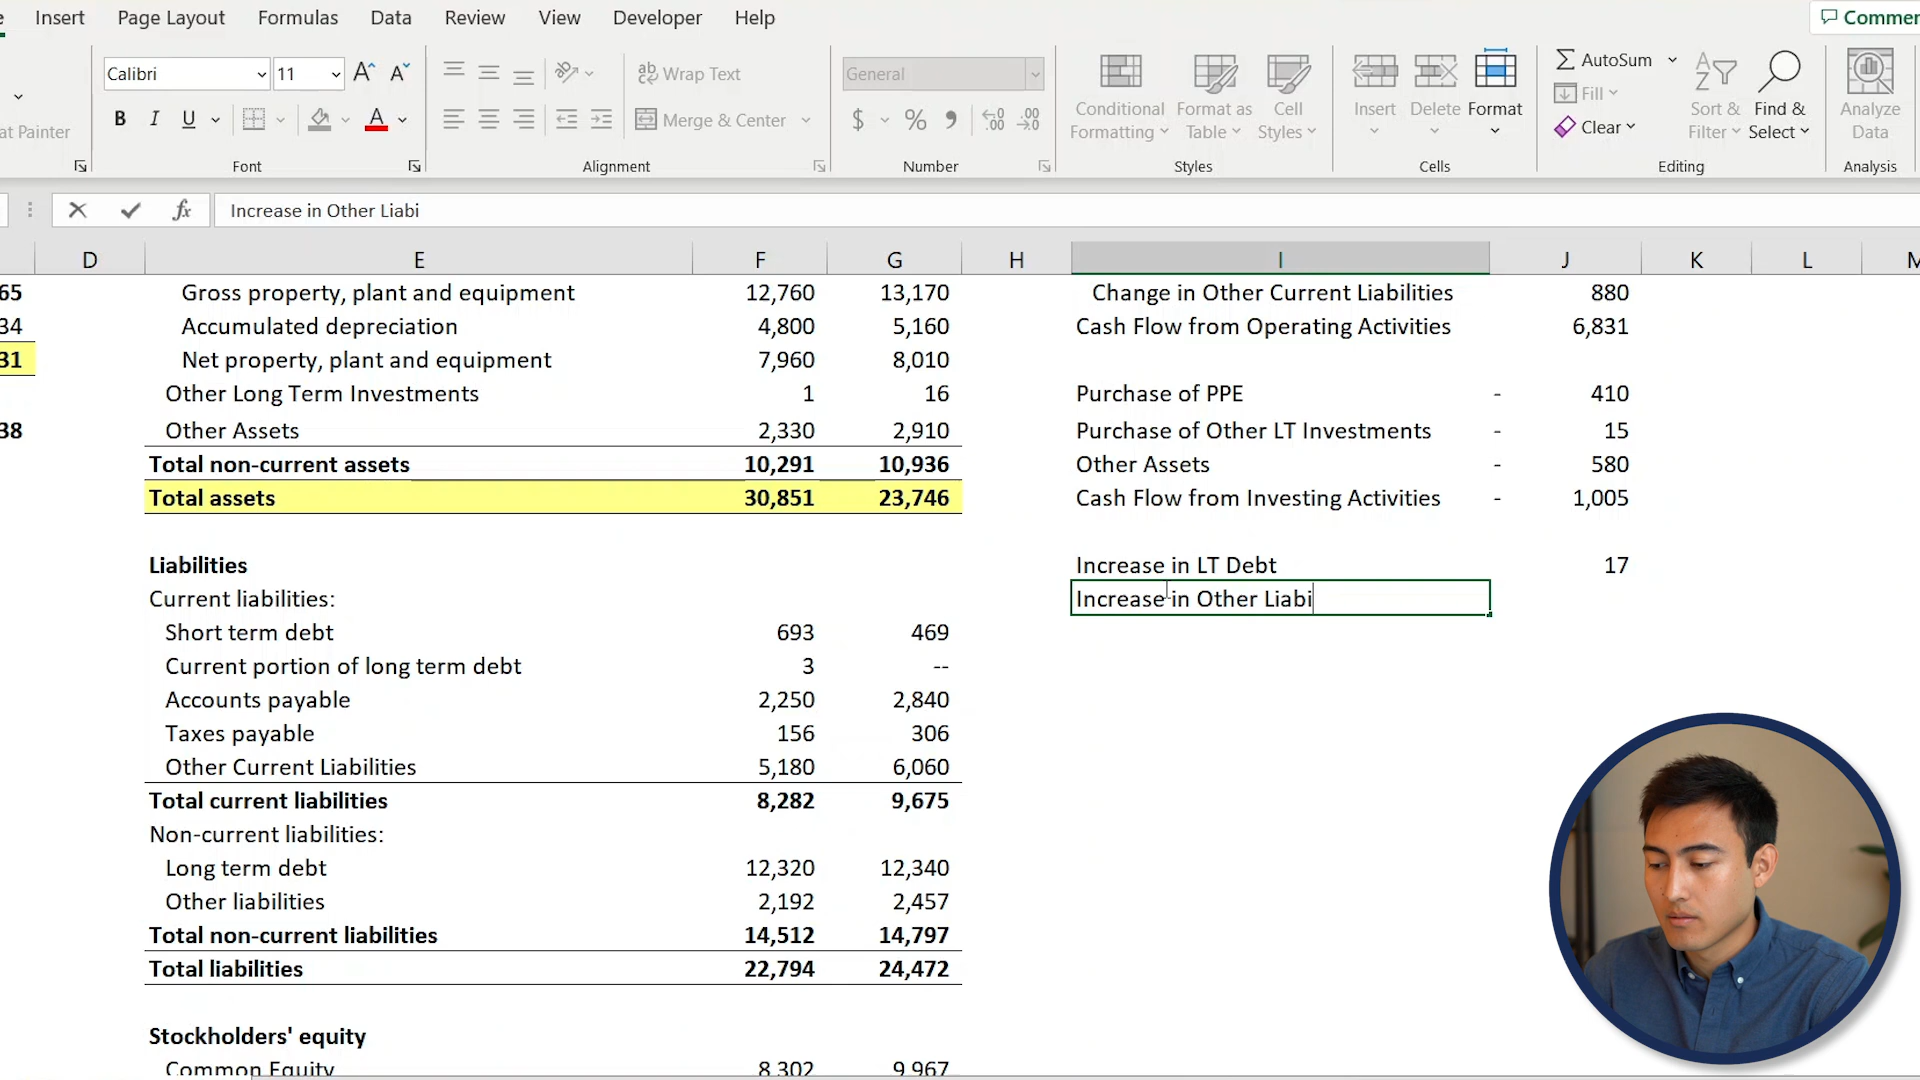 Insert Page Layout Formulas Data Review View Developer Help
Calibri 11 A^ A Wrap Text General AutoSum
Conditional Formatting Format as Table Cell Styles Insert Delete Format Fill Sort & Filter Find & Select Analyze Data
at Painter B I U A Merge & Center $ % Clear
Font Alignment Number Styles Cells Editing Analysis
fx Increase in Other Liabi
D E F G H I J K L
65 Gross property, plant and equipment 12,760 13,170 Change in Other Current Liabilities 880
34 Accumulated depreciation 4,800 5,160 Cash Flow from Operating Activities 6,831
31 Net property, plant and equipment 7,960 8,010
Other Long Term Investments 1 16 Purchase of PPE - 410
38 Other Assets 2,330 2,910 Purchase of Other LT Investments - 15
Total non-current assets 10,291 10,936 Other Assets - 580
Total assets 30,851 23,746 Cash Flow from Investing Activities - 1,005
Liabilities Increase in LT Debt 17
Current liabilities: Increase in Other Liabi
Short term debt 693 469
Current portion of long term debt 3 --
Accounts payable 2,250 2,840
Taxes payable 156 306
Other Current Liabilities 5,180 6,060
Total current liabilities 8,282 9,675
Non-current liabilities:
Long term debt 12,320 12,340
Other liabilities 2,192 2,457
Total non-current liabilities 14,512 14,797
Total liabilities 22,794 24,472
Stockholders' equity
Common Equity 8,302 9,967